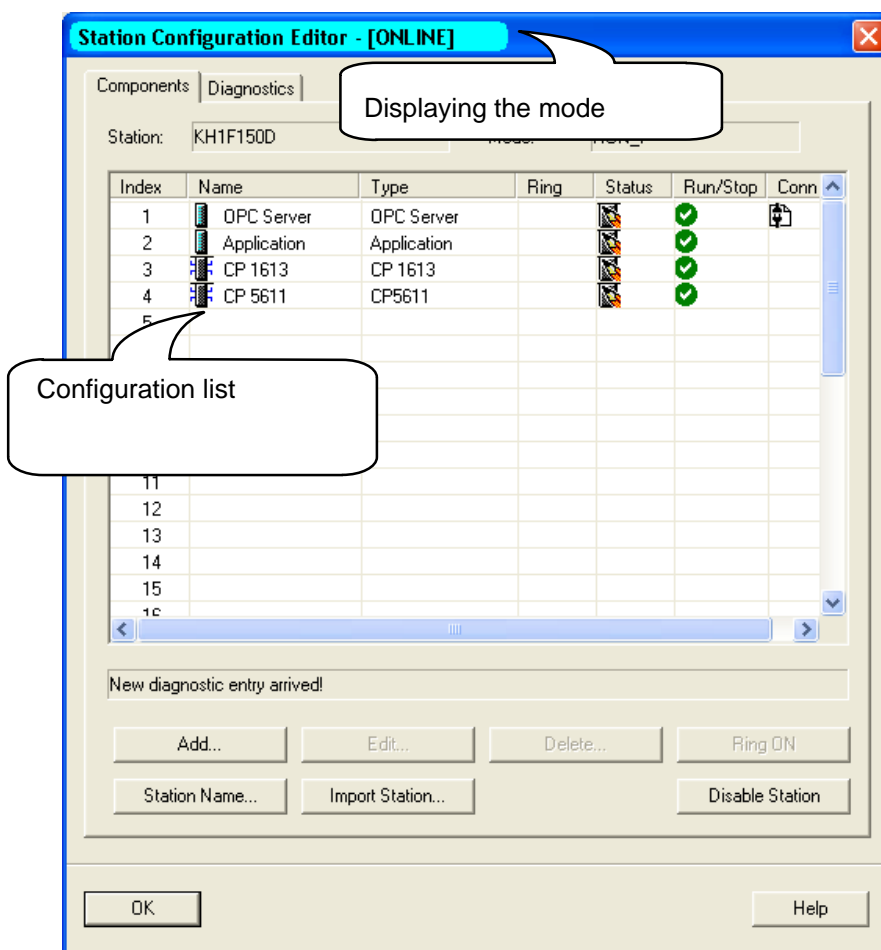 Station Configuration Editor - [ONLINE]
Displaying the mode
Components Diagnostics
Station: KH1F150D
Index Name Type Ring Status Run/Stop Conn
1 OPC Server OPC Server
2 Application Application
3 CP 1613 CP 1613
4 CP 5611 CP5611
5
Configuration list
11
12
13
14
15
16
New diagnostic entry arrived!
Add... Edit... Delete... Ring ON
Station Name... Import Station... Disable Station
OK Help